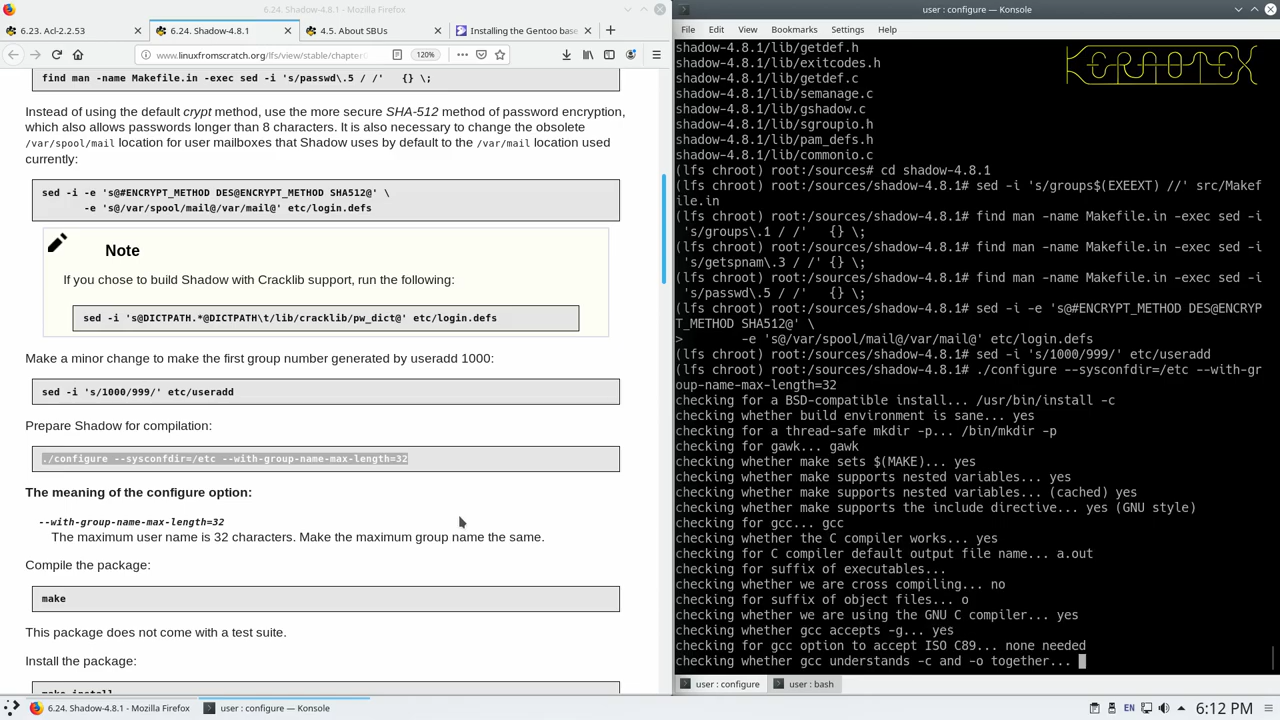 6.24. Shadow-4.8.1 - Mozilla Firefox
6.23. Acl-2.2.53
6.24. Shadow-4.8.1
4.5. About SBUs
Installing the Gentoo base
www.linuxfromscratch.org/lfs/view/stable/chapter
120%
find man -name Makefile.in -exec sed -i 's/passwd\.5 / /'   {} \;
Instead of using the default crypt method, use the more secure SHA-512 method of password encryption,
which also allows passwords longer than 8 characters. It is also necessary to change the obsolete
/var/spool/mail location for user mailboxes that Shadow uses by default to the /var/mail location used
currently:
sed -i -e 's@#ENCRYPT_METHOD DES@ENCRYPT_METHOD SHA512@' \
-e 's@/var/spool/mail@/var/mail@' etc/login.defs
Note
If you chose to build Shadow with Cracklib support, run the following:
sed -i 's@DICTPATH.*@DICTPATH\t/lib/cracklib/pw_dict@' etc/login.defs
Make a minor change to make the first group number generated by useradd 1000:
sed -i 's/1000/999/' etc/useradd
Prepare Shadow for compilation:
./configure --sysconfdir=/etc --with-group-name-max-length=32
The meaning of the configure option:
--with-group-name-max-length=32
The maximum user name is 32 characters. Make the maximum group name the same.
Compile the package:
make
This package does not come with a test suite.
Install the package:
make install
user : configure — Konsole
File Edit View Bookmarks Settings Help
KERAOTEX
shadow-4.8.1/lib/getdef.h
shadow-4.8.1/lib/exitcodes.h
shadow-4.8.1/lib/getdef.c
shadow-4.8.1/lib/semanage.c
shadow-4.8.1/lib/gshadow.c
shadow-4.8.1/lib/sgroupio.h
shadow-4.8.1/lib/pam_defs.h
shadow-4.8.1/lib/commonio.c
(lfs chroot) root:/sources# cd shadow-4.8.1
(lfs chroot) root:/sources/shadow-4.8.1# sed -i 's/groups$(EXEEXT) //' src/Makef
ile.in
(lfs chroot) root:/sources/shadow-4.8.1# find man -name Makefile.in -exec sed -i
's/groups\.1 / /'   {} \;
(lfs chroot) root:/sources/shadow-4.8.1# find man -name Makefile.in -exec sed -i
's/getspnam\.3 / /' {} \;
(lfs chroot) root:/sources/shadow-4.8.1# find man -name Makefile.in -exec sed -i
's/passwd\.5 / /'   {} \;
(lfs chroot) root:/sources/shadow-4.8.1# sed -i -e 's@#ENCRYPT_METHOD DES@ENCRYP
T_METHOD SHA512@' \
>        -e 's@/var/spool/mail@/var/mail@' etc/login.defs
(lfs chroot) root:/sources/shadow-4.8.1# sed -i 's/1000/999/' etc/useradd
(lfs chroot) root:/sources/shadow-4.8.1# ./configure --sysconfdir=/etc --with-gr
oup-name-max-length=32
checking for a BSD-compatible install... /usr/bin/install -c
checking whether build environment is sane... yes
checking for a thread-safe mkdir -p... /bin/mkdir -p
checking for gawk... gawk
checking whether make sets $(MAKE)... yes
checking whether make supports nested variables... yes
checking whether make supports nested variables... (cached) yes
checking whether make supports the include directive... yes (GNU style)
checking for gcc... gcc
checking whether the C compiler works... yes
checking for C compiler default output file name... a.out
checking for suffix of executables...
checking whether we are cross compiling... no
checking for suffix of object files... o
checking whether we are using the GNU C compiler... yes
checking whether gcc accepts -g... yes
checking for gcc option to accept ISO C89... none needed
checking whether gcc understands -c and -o together...
user : configure
user : bash
6.24. Shadow-4.8.1 - Mozilla Firefox
user : configure — Konsole
EN
6:12 PM